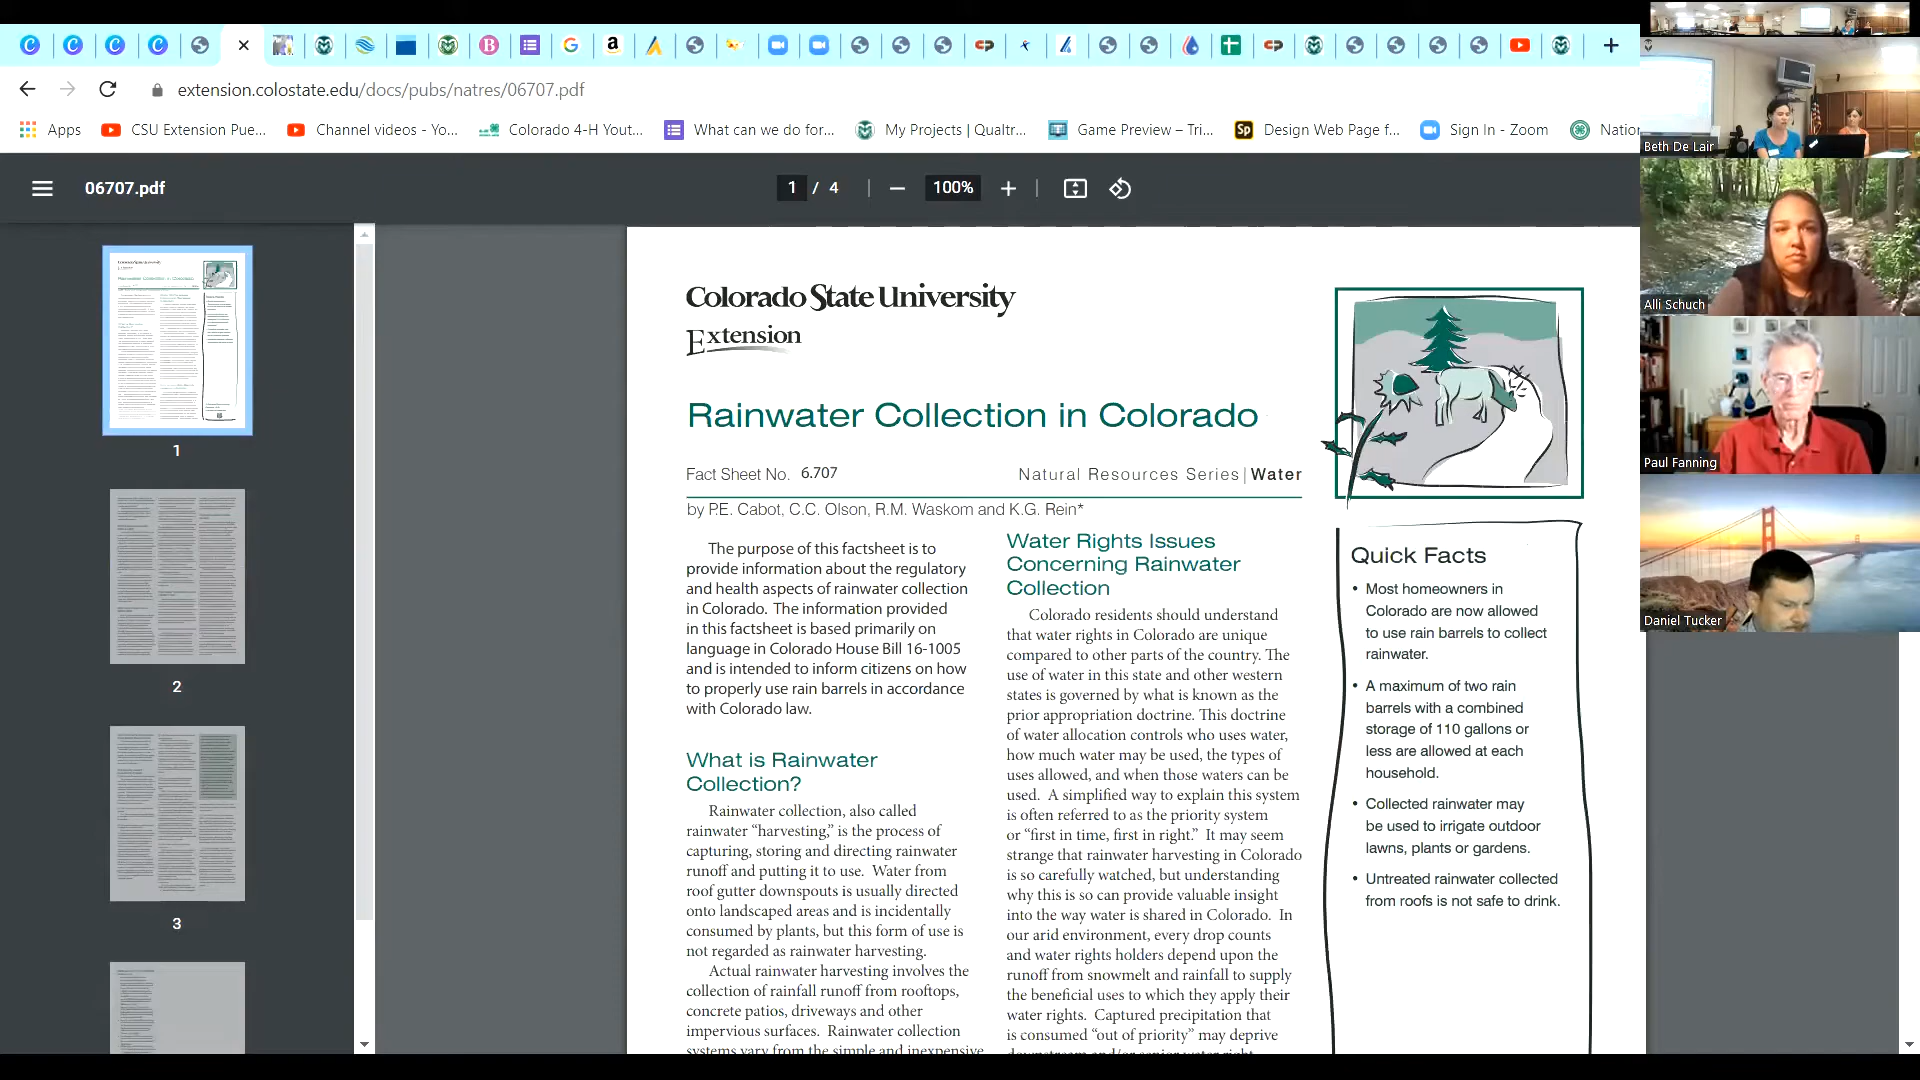 extension.colostate.edu/docs/pubs/natres/06707.pdf
Apps
CSU Extension Pue...
Channel videos - Yo...
Colorado 4-H Yout...
What can we do for...
My Projects | Qualtr...
Game Preview – Tri...
Design Web Page f...
Sign In - Zoom
Natio
06707.pdf
1 / 4
100%
1
2
3
Colorado State University
Extension
Rainwater Collection in Colorado
Fact Sheet No. 6.707
Natural Resources Series | Water
by P.E. Cabot, C.C. Olson, R.M. Waskom and K.G. Rein*
The purpose of this factsheet is to
provide information about the regulatory
and health aspects of rainwater collection
in Colorado. The information provided
in this factsheet is based primarily on
language in Colorado House Bill 16-1005
and is intended to inform citizens on how
to properly use rain barrels in accordance
with Colorado law.
What is Rainwater
Collection?
Rainwater collection, also called
rainwater “harvesting,” is the process of
capturing, storing and directing rainwater
runoff and putting it to use. Water from
roof gutter downspouts is usually directed
onto landscaped areas and is incidentally
consumed by plants, but this form of use is
not regarded as rainwater harvesting.
Actual rainwater harvesting involves the
collection of rainfall runoff from rooftops,
concrete patios, driveways and other
impervious surfaces. Rainwater collection
systems vary from the simple and inexpensive
Water Rights Issues
Concerning Rainwater
Collection
Colorado residents should understand
that water rights in Colorado are unique
compared to other parts of the country. The
use of water in this state and other western
states is governed by what is known as the
prior appropriation doctrine. This doctrine
of water allocation controls who uses water,
how much water may be used, the types of
uses allowed, and when those waters can be
used. A simplified way to explain this system
is often referred to as the priority system
or “first in time, first in right.” It may seem
strange that rainwater harvesting in Colorado
is so carefully watched, but understanding
why this is so can provide valuable insight
into the way water is shared in Colorado. In
our arid environment, every drop counts
and water rights holders depend upon the
runoff from snowmelt and rainfall to supply
the beneficial uses to which they apply their
water rights. Captured precipitation that
is consumed “out of priority” may deprive
downstream and/or senior water right
Quick Facts
• Most homeowners in
Colorado are now allowed
to use rain barrels to collect
rainwater.
• A maximum of two rain
barrels with a combined
storage of 110 gallons or
less are allowed at each
household.
• Collected rainwater may
be used to irrigate outdoor
lawns, plants or gardens.
• Untreated rainwater collected
from roofs is not safe to drink.
Beth De Lair
Alli Schuch
Paul Fanning
Daniel Tucker